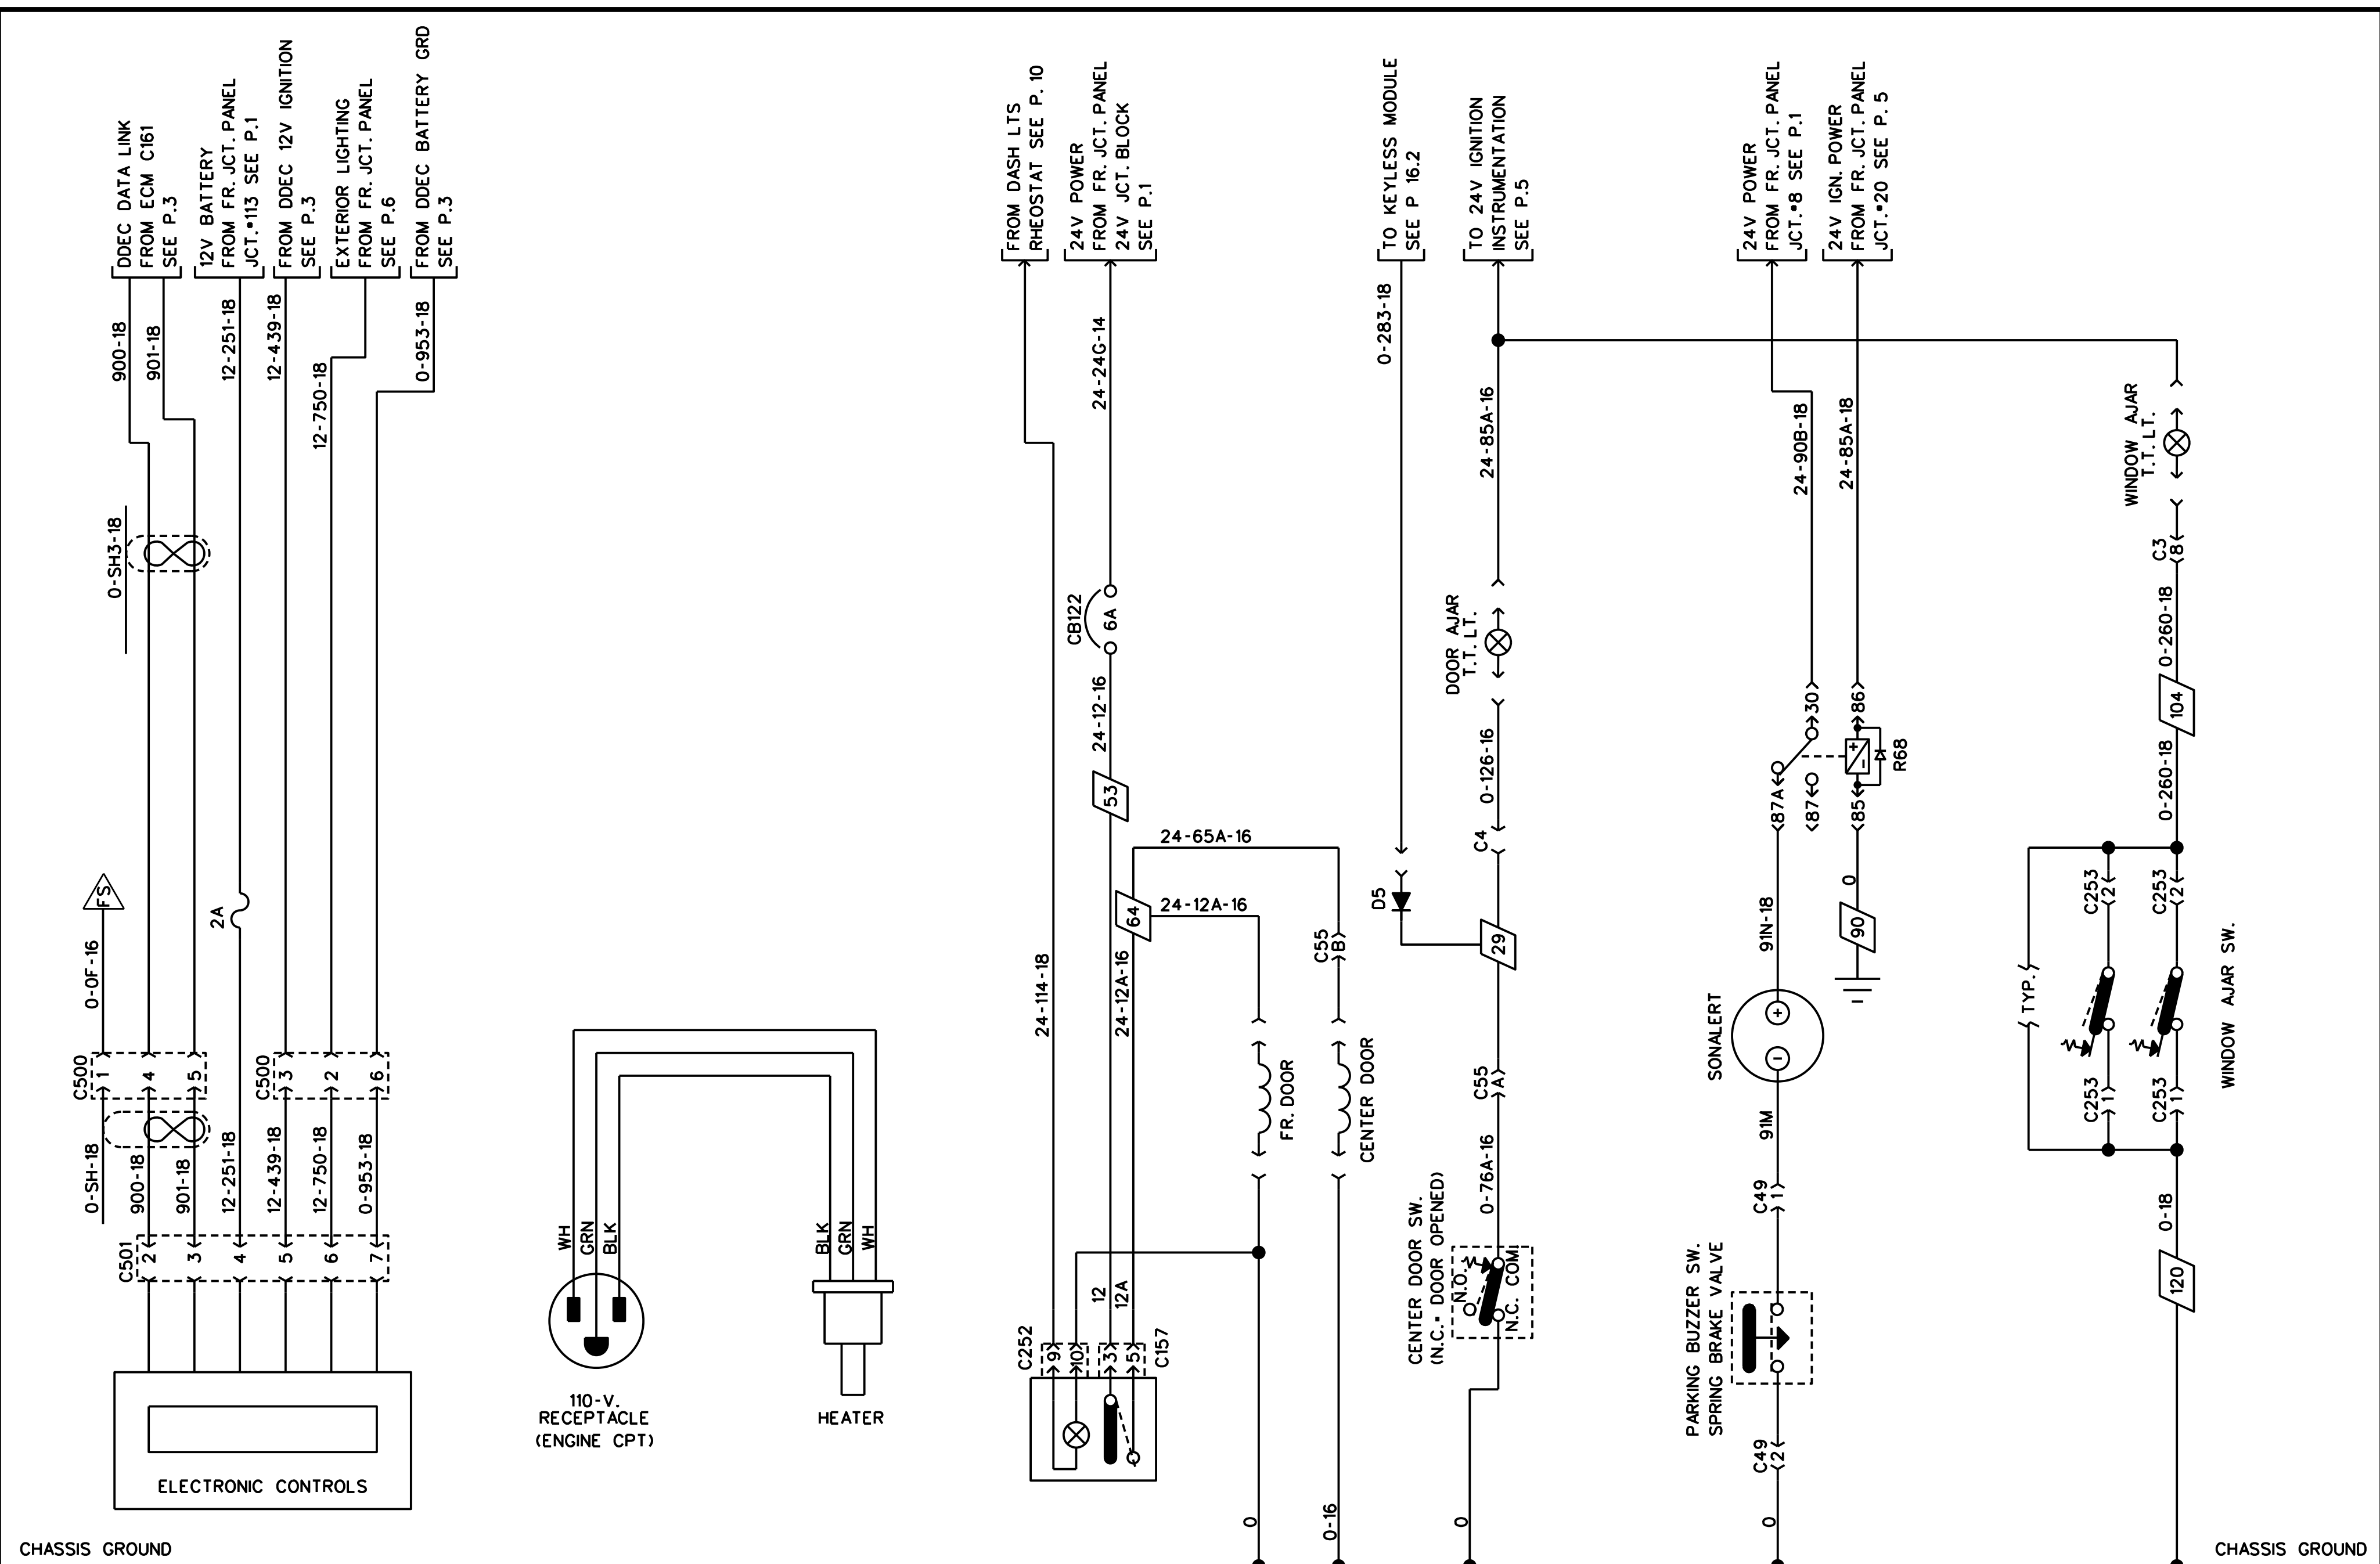 DDEC DATA LINK
FROM ECM C161
SEE P.3
12V BATTERY
FROM FR. JCT. PANEL
JCT.#113 SEE P.1
FROM DDEC 12V IGNITION
SEE P.3
EXTERIOR LIGHTING
FROM FR. JCT. PANEL
SEE P.6
FROM DDEC BATTERY GRD
SEE P.3
900-18
901-18
12-251-18
12-439-18
12-750-18
0-953-18
0-SH3-18
FS
0-0F-16
2A
C500
1
4
5
C500
3
2
6
0-SH-18
900-18
901-18
12-251-18
12-439-18
12-750-18
0-953-18
C501
2
3
4
5
6
7
ELECTRONIC CONTROLS
CHASSIS GROUND
WH
GRN
BLK
BLK
GRN
WH
110-V.
RECEPTACLE
(ENGINE CPT)
HEATER
FROM DASH LTS
RHEOSTAT SEE P. 10
24V POWER
FROM FR. JCT. PANEL
24V JCT. BLOCK
SEE P.1
24-24G-14
CB122
6A
24-12-16
53
24-65A-16
64
24-12A-16
24-114-18
24-12A-16
C55
B
FR. DOOR
CENTER DOOR
12
12A
C252
9
10
3
5
C157
0
0-16
TO KEYLESS MODULE
SEE P 16.2
0-283-18
D5
TO 24V IGNITION
INSTRUMENTATION
SEE P.5
24-85A-16
DOOR AJAR
T.T. LT.
0-126-16
C4
29
C55
A
0-76A-16
CENTER DOOR SW.
(N.C.= DOOR OPENED)
N.O.
N.C. COM.
0
24V POWER
FROM FR. JCT. PANEL
JCT.#8 SEE P.1
24V IGN. POWER
FROM FR. JCT. PANEL
JCT.#20 SEE P. 5
24-90B-18
24-85A-18
30
86
+
-
R68
87A
87
85
91N-18
0
90
SONALERT
+
-
91M
C49
1
PARKING BUZZER SW.
SPRING BRAKE VALVE
C49
2
0
WINDOW AJAR
T.T. LT.
C3
8
0-260-18
104
0-260-18
C253
2
C253
2
TYP.
WINDOW AJAR SW.
C253
1
C253
1
0-18
120
CHASSIS GROUND